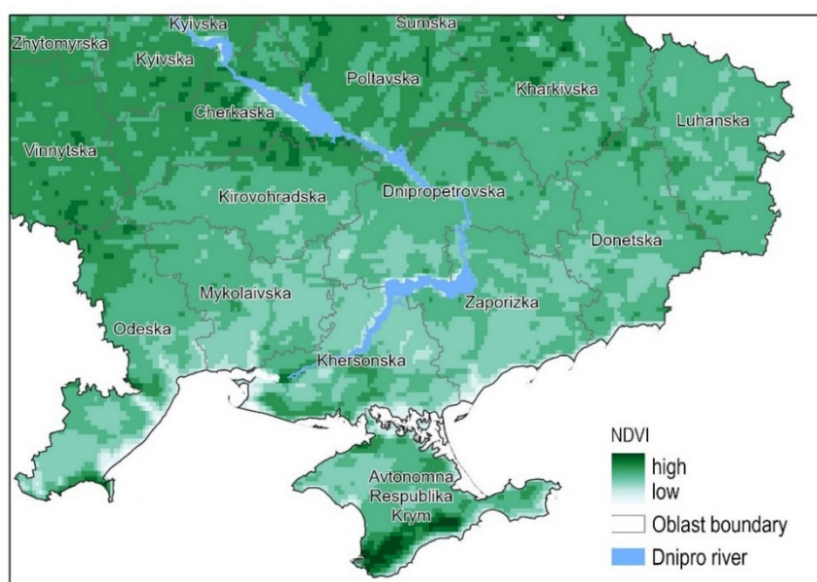 Kyivska
Sumska
Zhytomyrska
Kyivska
Poltavska
Kharkivska
Cherkaska
Luhanska
Vinnytska
Kirovohradska
Dnipropetrovska
Donetska
Mykolaivska
Zaporizka
Odeska
Khersonska
Avtonomna
Respublika
Krym
NDVI
high
low
Oblast boundary
Dnipro river